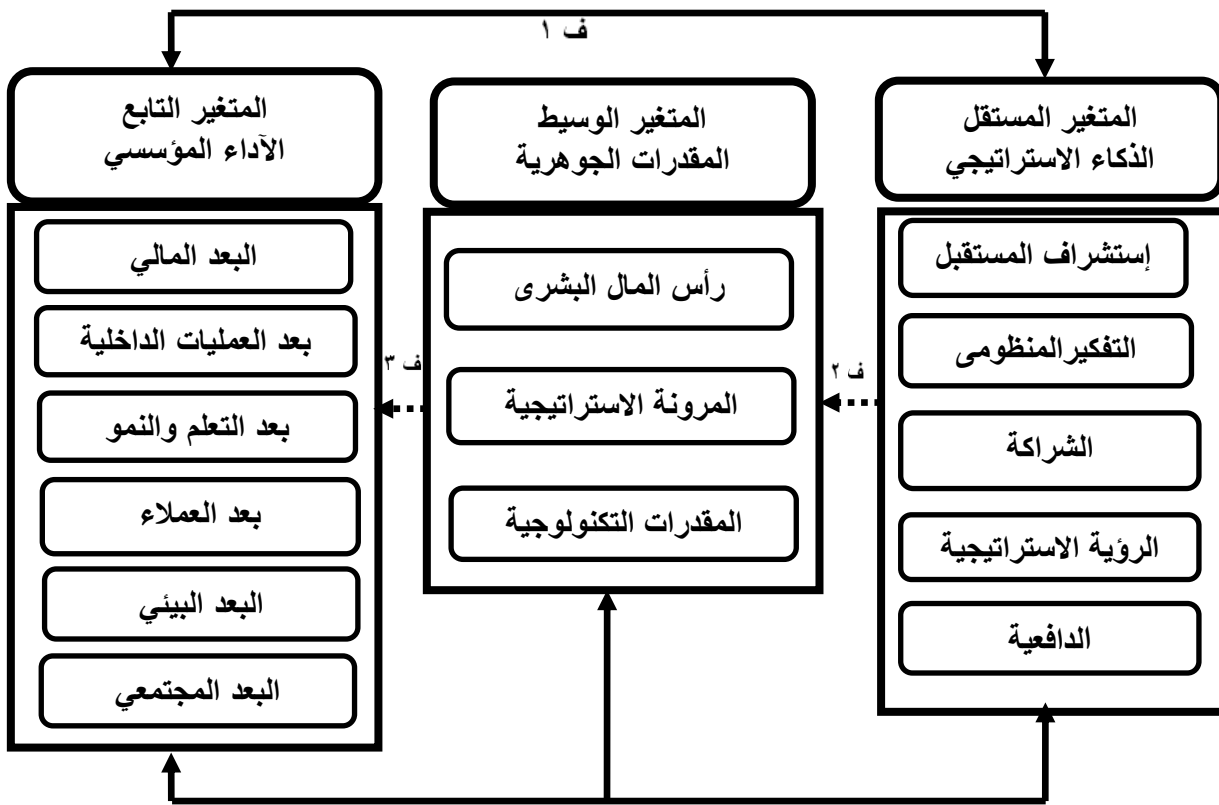 ف ١
المتغير المستقل
الذكاء الاستراتيجي
إستشراف المستقبل
التفكيرالمنظومى
الشراكة
الرؤية الاستراتيجية
الدافعية
ف ٢
المتغير الوسيط
المقدرات الجوهرية
رأس المال البشرى
المرونة الاستراتيجية
المقدرات التكنولوجية
ف ٣
المتغير التابع
الآداء المؤسسي
البعد المالي
بعد العمليات الداخلية
بعد التعلم والنمو
بعد العملاء
البعد البيئي
البعد المجتمعي